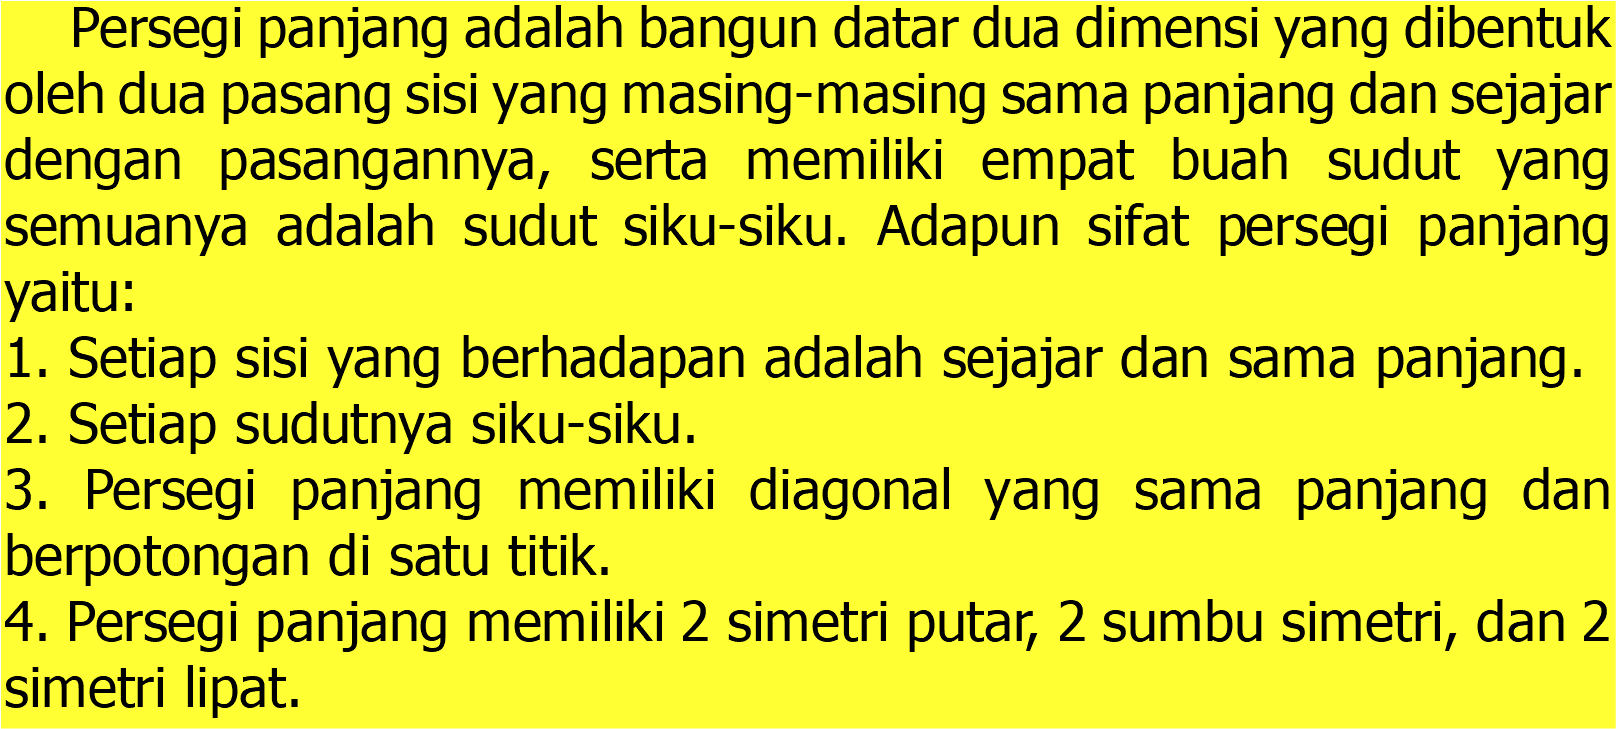 Persegi panjang adalah bangun datar dua dimensi yang dibentuk
oleh dua pasang sisi yang masing-masing sama panjang dan sejajar
dengan pasangannya, serta memiliki empat buah sudut yang
semuanya adalah sudut siku-siku. Adapun sifat persegi panjang
yaitu:
1. Setiap sisi yang berhadapan adalah sejajar dan sama panjang.
2. Setiap sudutnya siku-siku.
3. Persegi panjang memiliki diagonal yang sama panjang dan
berpotongan di satu titik.
4. Persegi panjang memiliki 2 simetri putar, 2 sumbu simetri, dan 2
simetri lipat.